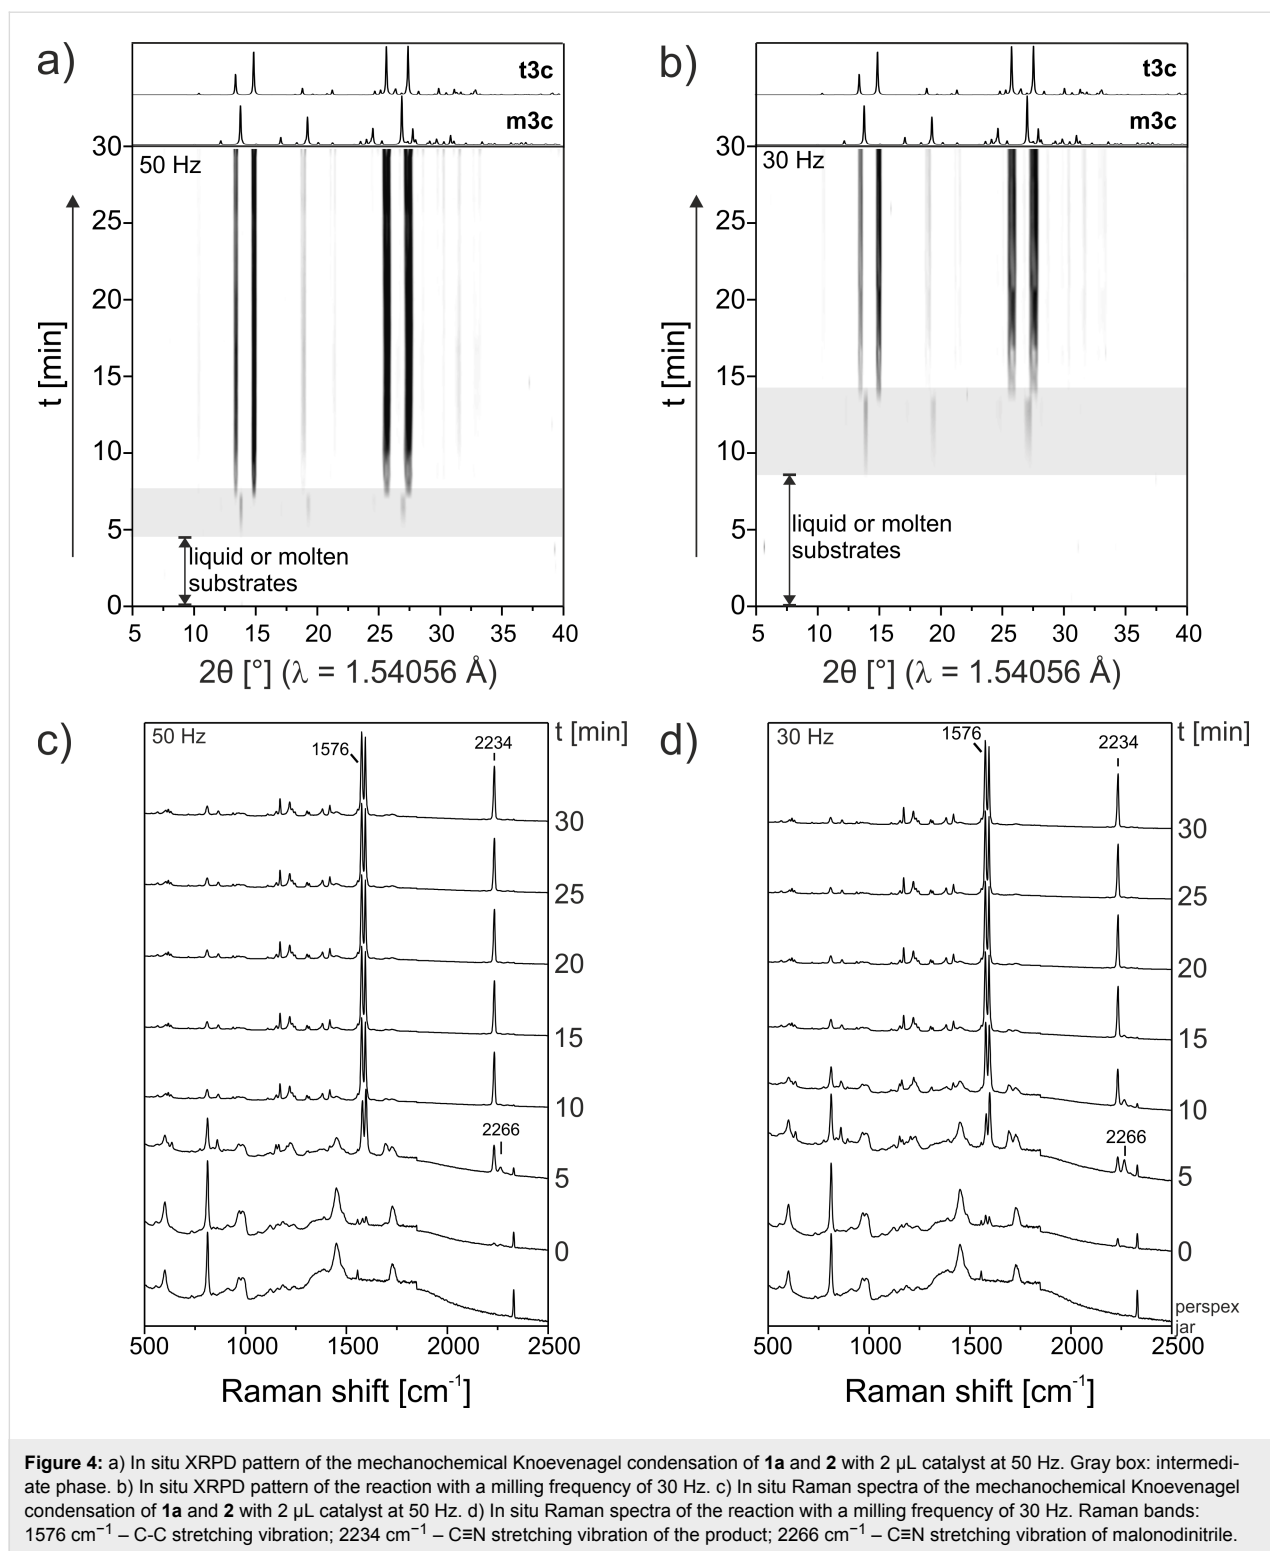 a)
t3c
m3c
50 Hz
30
25
20
15
10
5
0
t [min]
liquid or molten
substrates
5 10 15 20 25 30 35 40
2θ [°] (λ = 1.54056 Å)
b)
t3c
m3c
30 Hz
30
25
20
15
10
5
0
t [min]
liquid or molten
substrates
5 10 15 20 25 30 35 40
2θ [°] (λ = 1.54056 Å)
c)
50 Hz
t [min]
1576
2234
30
25
20
15
10
2266
5
0
500 1000 1500 2000 2500
Raman shift [cm⁻¹]
d)
30 Hz
t [min]
1576
2234
30
25
20
15
10
2266
5
0
perspex
jar
500 1000 1500 2000 2500
Raman shift [cm⁻¹]
Figure 4: a) In situ XRPD pattern of the mechanochemical Knoevenagel condensation of 1a and 2 with 2 µL catalyst at 50 Hz. Gray box: intermedi-
ate phase. b) In situ XRPD pattern of the reaction with a milling frequency of 30 Hz. c) In situ Raman spectra of the mechanochemical Knoevenagel
condensation of 1a and 2 with 2 µL catalyst at 50 Hz. d) In situ Raman spectra of the reaction with a milling frequency of 30 Hz. Raman bands:
1576 cm⁻¹ – C-C stretching vibration; 2234 cm⁻¹ – C≡N stretching vibration of the product; 2266 cm⁻¹ – C≡N stretching vibration of malonodinitrile.